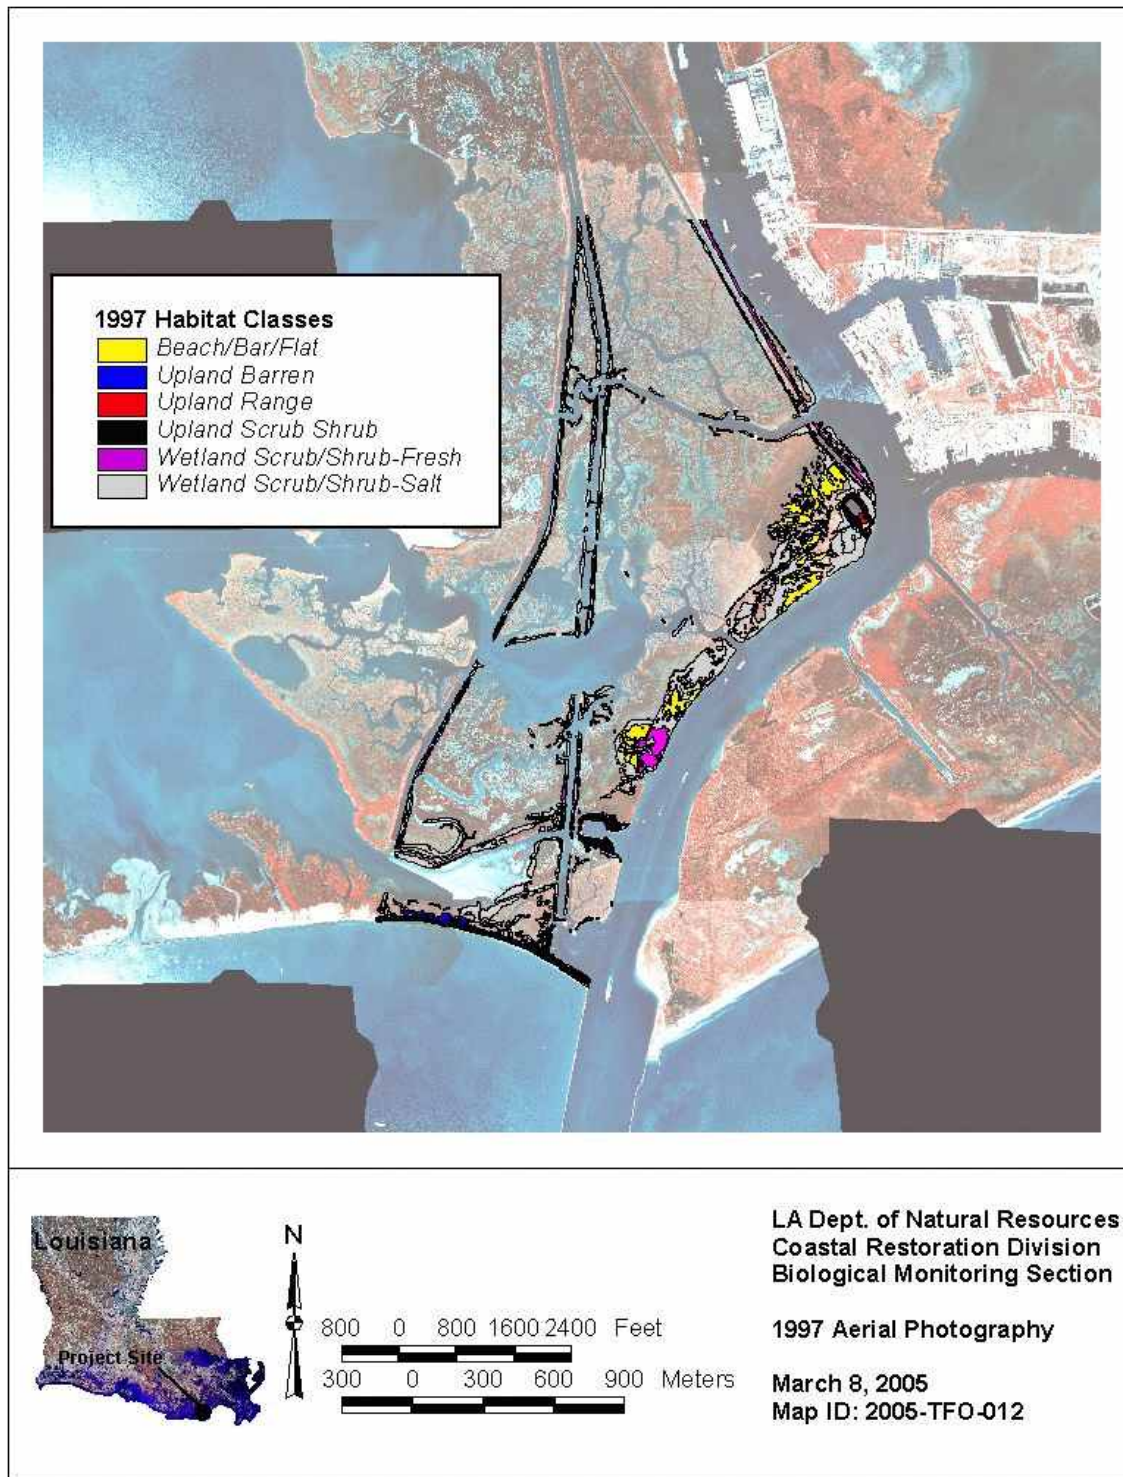 1997 Habitat Classes
Beach/Bar/Flat
Upland Barren
Upland Range
Upland Scrub Shrub
Wetland Scrub/Shrub-Fresh
Wetland Scrub/Shrub-Salt
Louisiana
Project Site
N
800 0 800 1600 2400 Feet
300 0 300 600 900 Meters
LA Dept. of Natural Resources
Coastal Restoration Division
Biological Monitoring Section
1997 Aerial Photography
March 8, 2005
Map ID: 2005-TFO-012